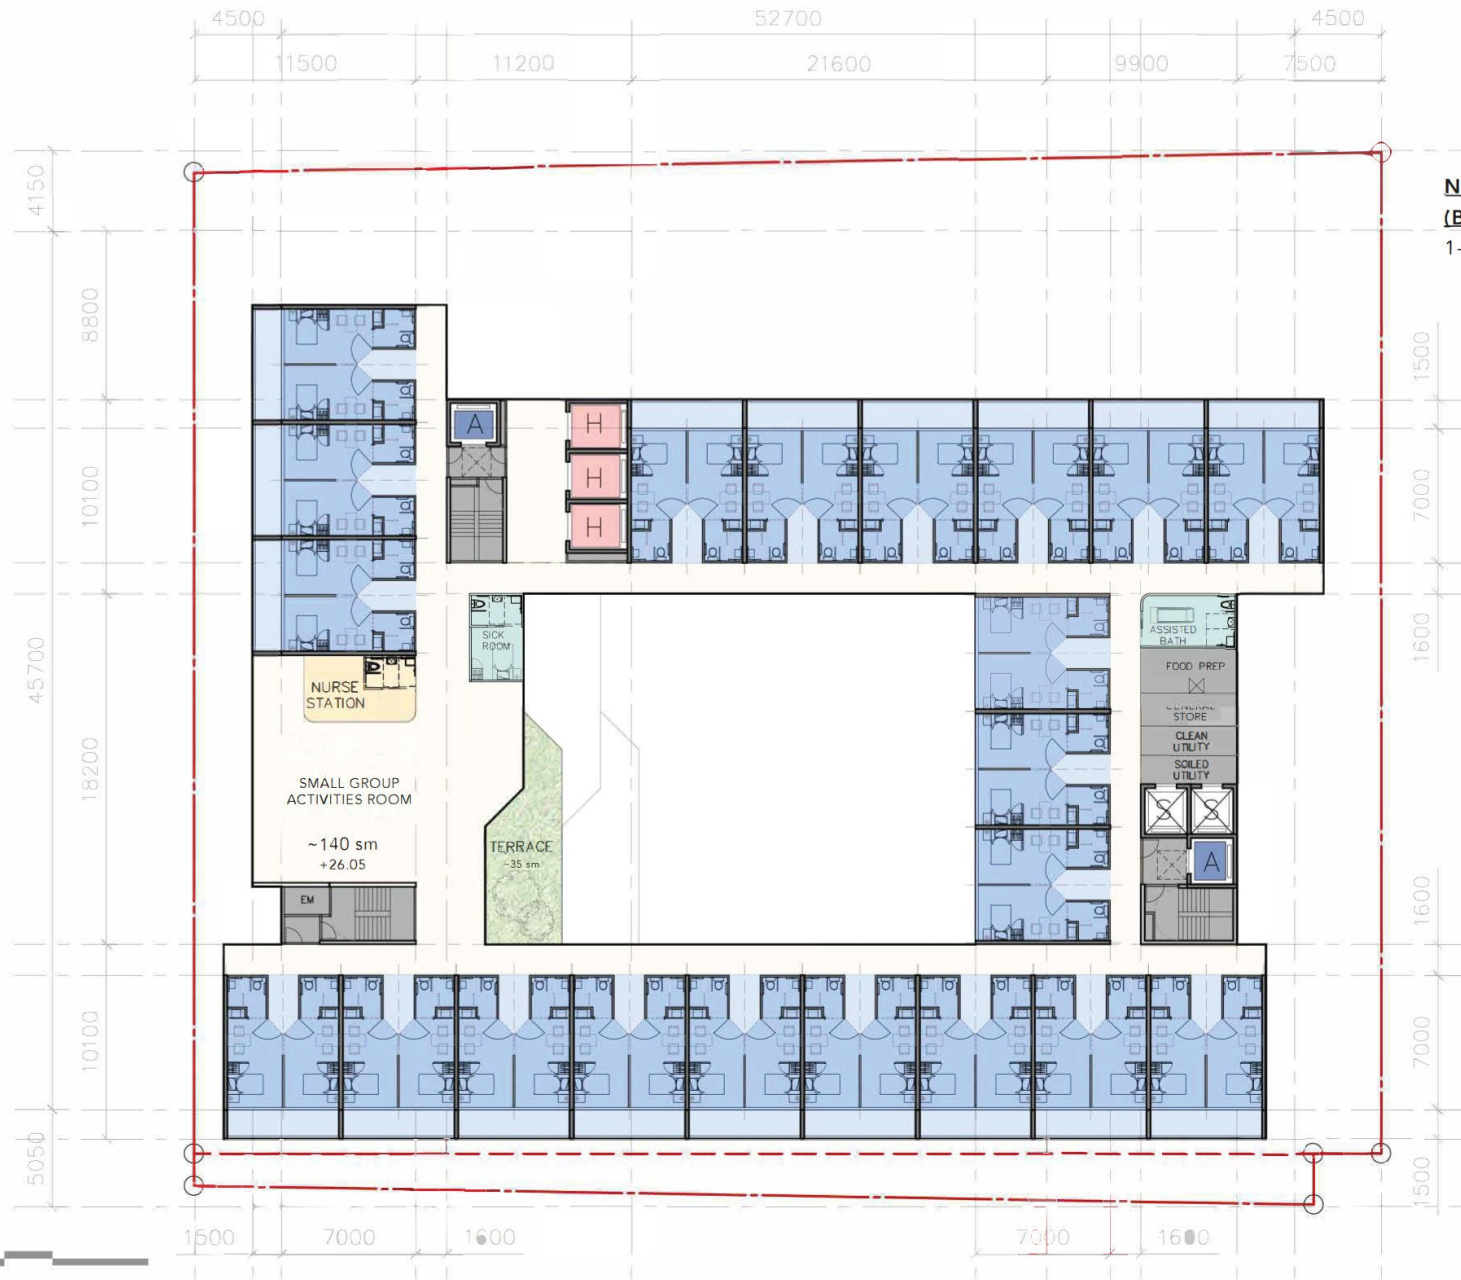 4500
52700
4500
11500
11200
21600
9900
7500
4150
N
(B
1-
8800
1500
A
H
H
H
10100
7000
SICK
ROOM
ASSISTED
BATH
1600
45700
NURSE
STATION
FOOD PREP
GENERAL
STORE
CLEAN
UTILITY
SOILED
UTILITY
18200
SMALL GROUP
ACTIVITIES ROOM
~140 sm
+26.05
S
S
TERRACE
~35 sm
A
EM
1600
10100
7000
5050
1500
1500
7000
1600
7000
1600